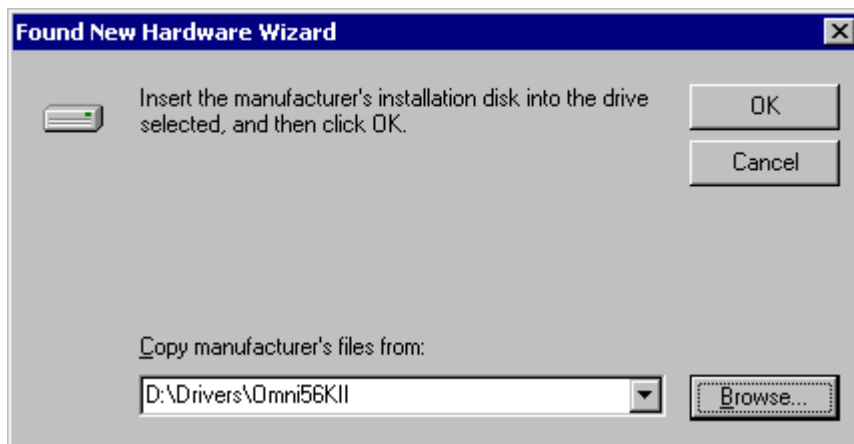 Found New Hardware Wizard
Insert the manufacturer's installation disk into the drive
selected, and then click OK.
OK
Cancel
Copy manufacturer's files from:
D:\Drivers\Omni56KII
Browse...